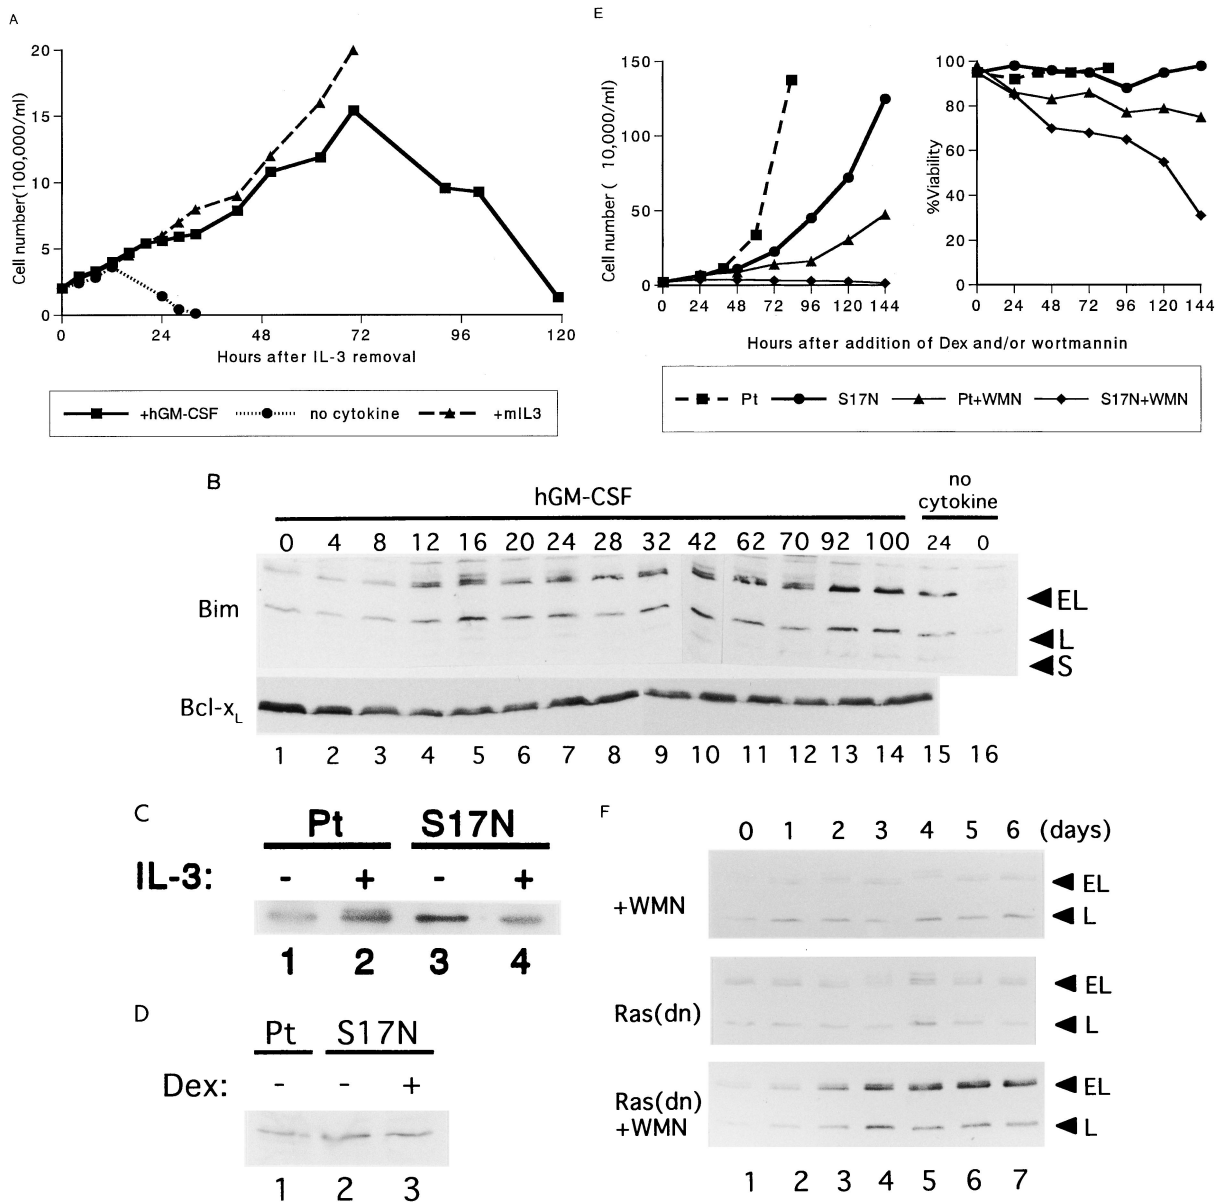 A
20
15
10
5
0
Cell number(100,000/ml)
0 24 48 72 96 120
Hours after IL-3 removal
+hGM-CSF no cytokine +mIL3
E
150
100
50
0
Cell number ( 10,000/ml)
0 24 48 72 96 120 144
100
80
60
40
20
0
%Viability
0 24 48 72 96 120 144
Hours after addition of Dex and/or wortmannin
Pt S17N Pt+WMN S17N+WMN
B
hGM-CSF
no
cytokine
0 4 8 12 16 20 24 28 32 42 62 70 92 100 24 0
Bim
EL
L
S
Bcl-xL
1 2 3 4 5 6 7 8 9 10 11 12 13 14 15 16
C
Pt S17N
IL-3: - + - +
1 2 3 4
D
Pt S17N
Dex: - - +
1 2 3
F
0 1 2 3 4 5 6 (days)
+WMN
EL
L
Ras(dn)
EL
L
Ras(dn)
+WMN
EL
L
1 2 3 4 5 6 7